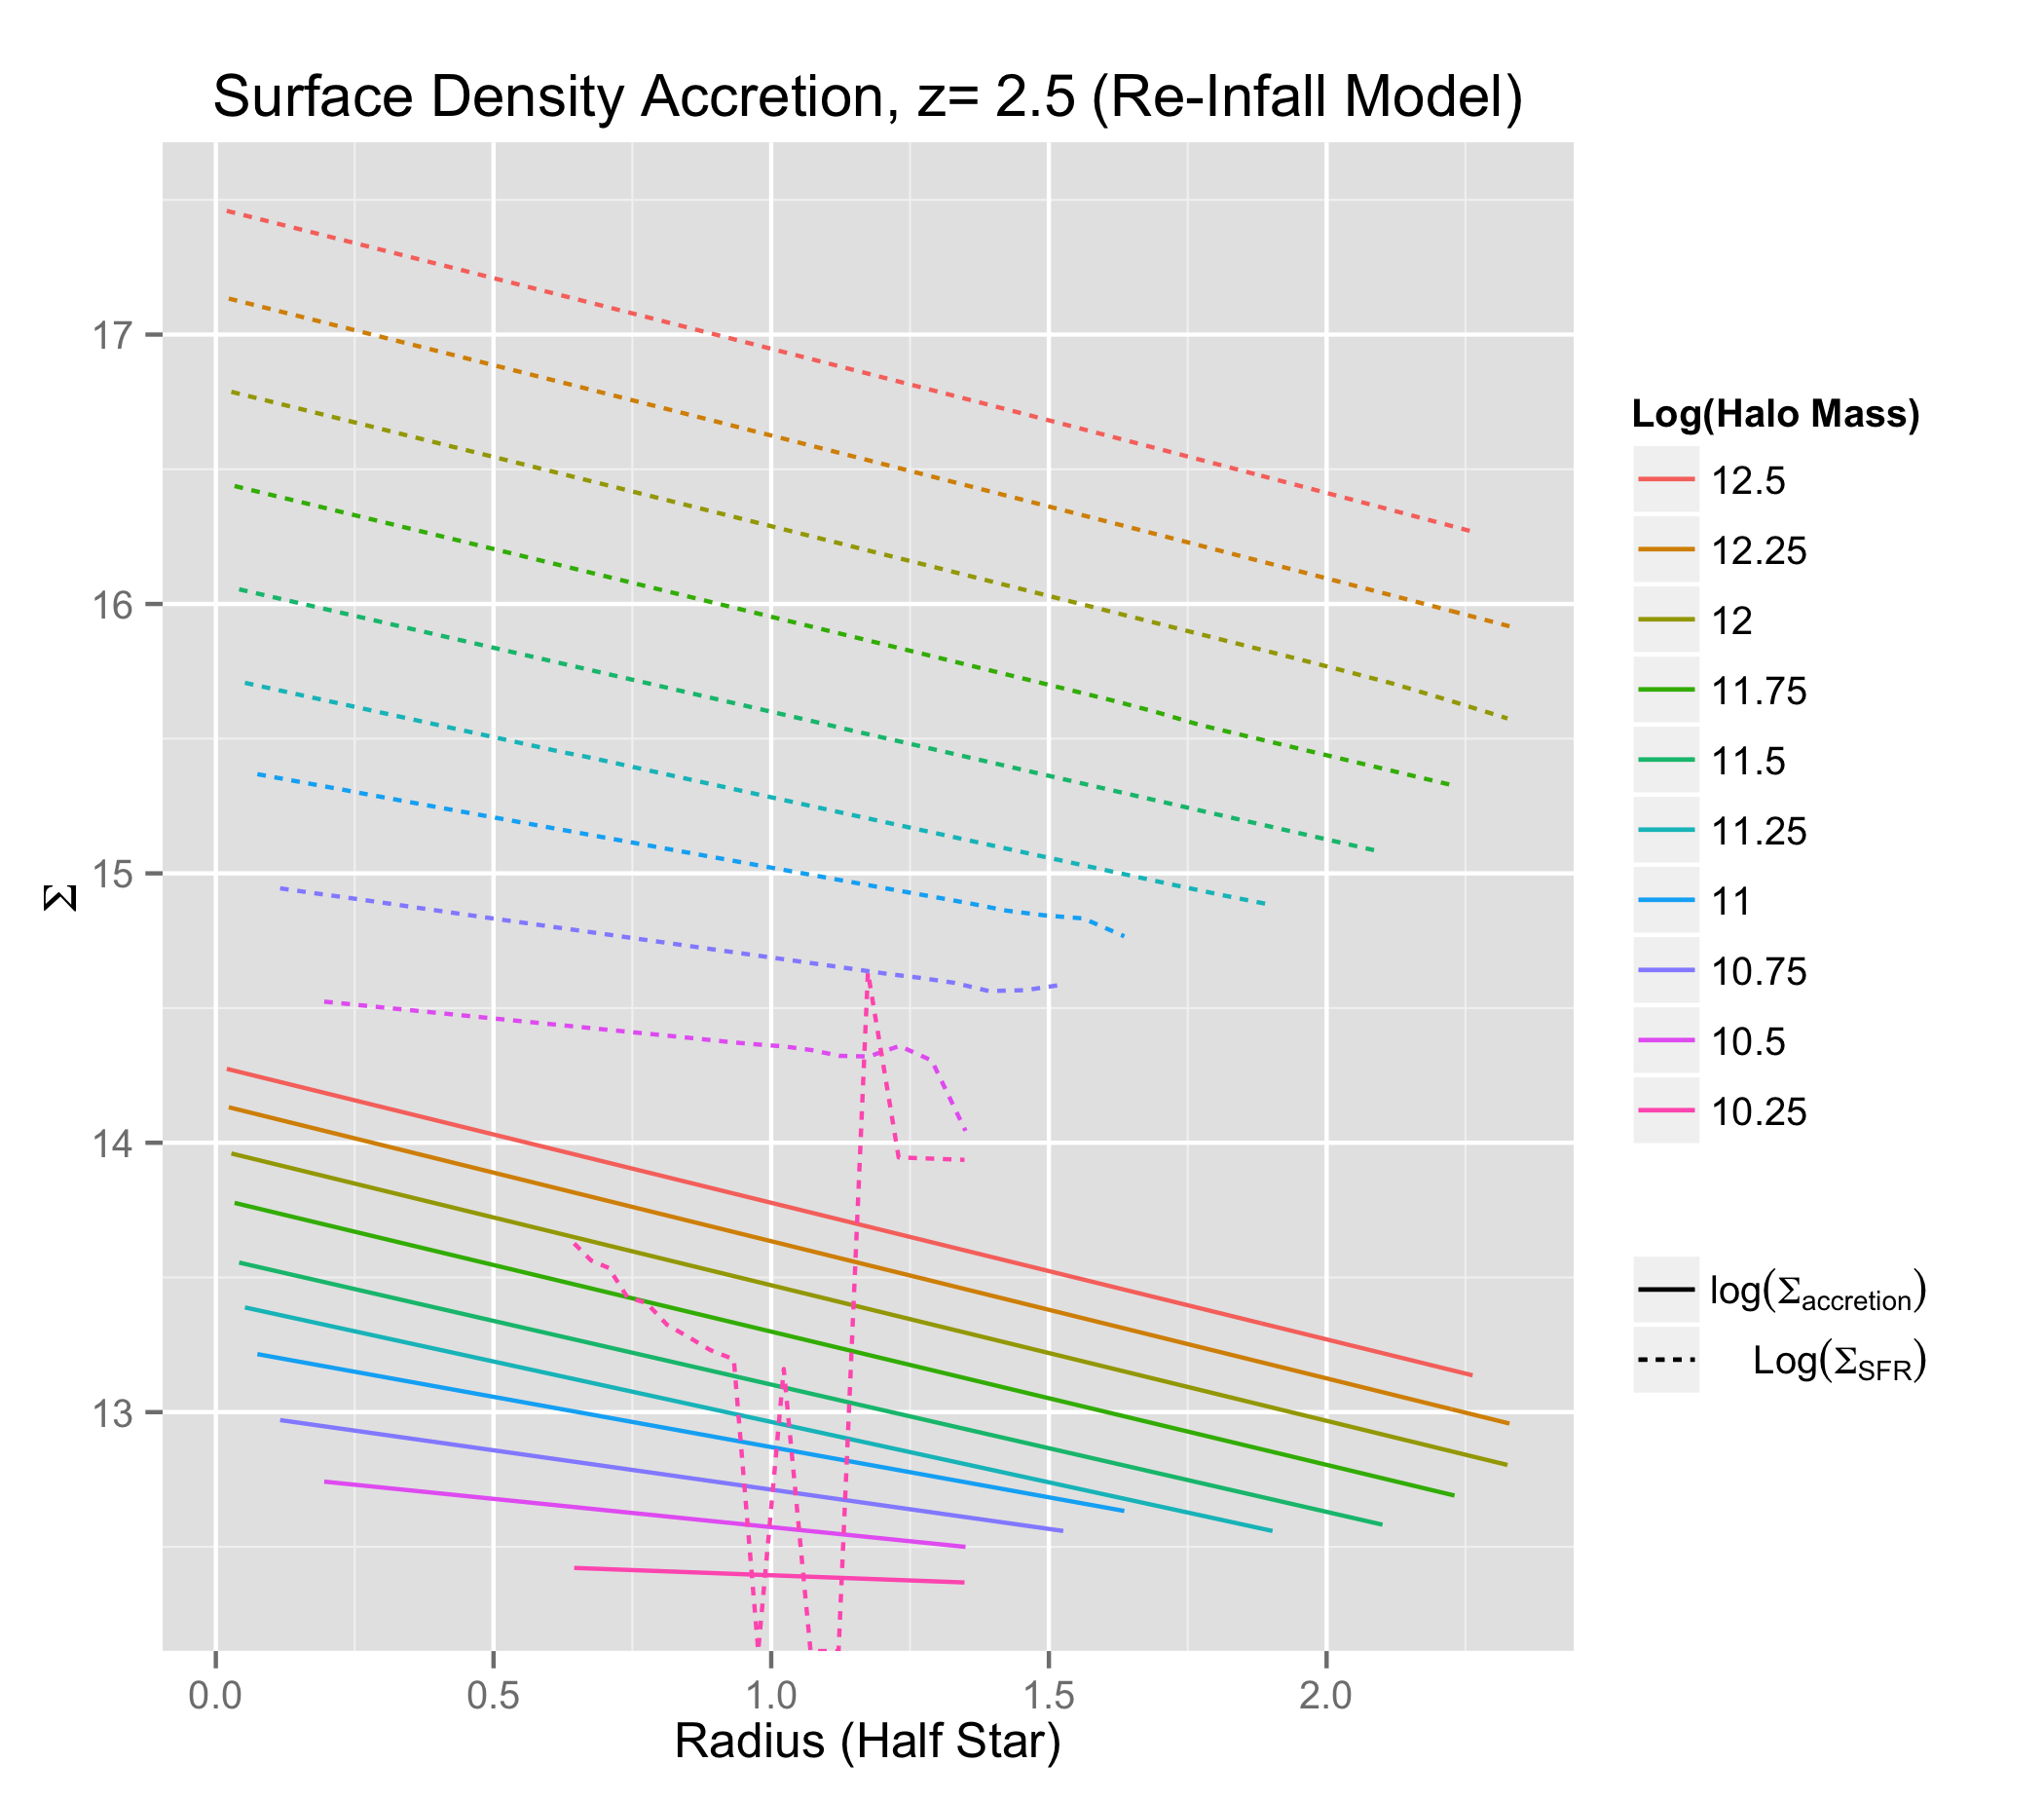 Surface Density Accretion, z= 2.5 (Re-Infall Model)
17
16
15
14
13
Σ
0.0 0.5 1.0 1.5 2.0
Radius (Half Star)
Log(Halo Mass)
12.5
12.25
12
11.75
11.5
11.25
11
10.75
10.5
10.25
log(Σaccretion)
Log(ΣSFR)